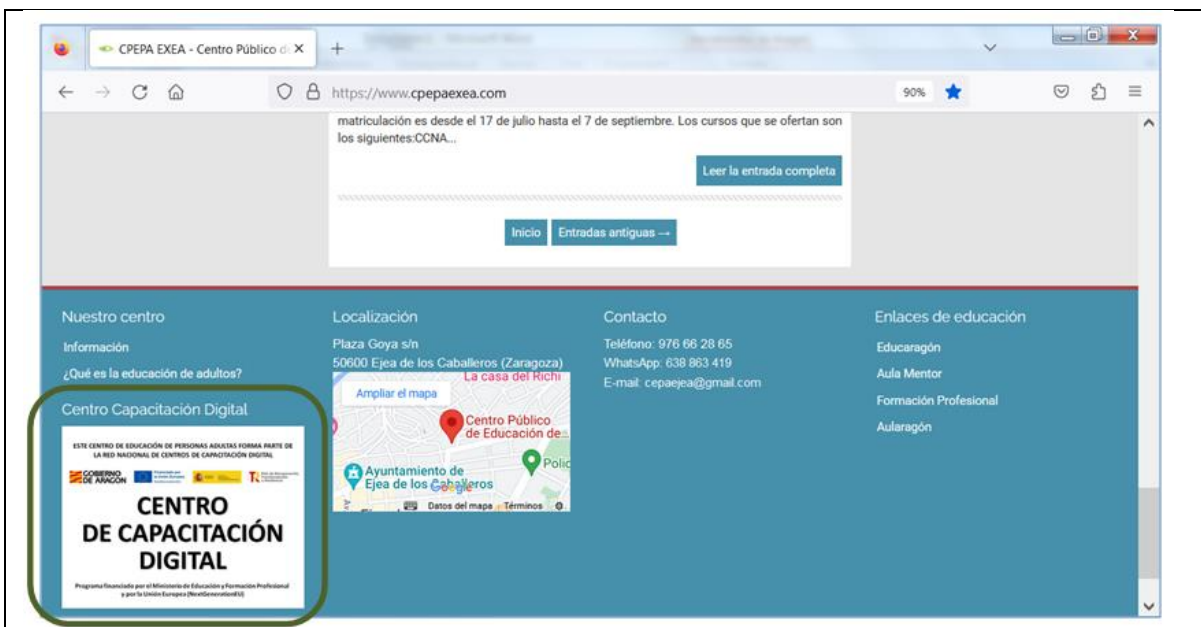 CPEPA EXEA - Centro Público d
https://www.cpepaexea.com
90%
matriculación es desde el 17 de julio hasta el 7 de septiembre. Los cursos que se ofertan son
los siguientes:CCNA...
Leer la entrada completa
Inicio
Entradas antiguas →
Nuestro centro
Información
¿Qué es la educación de adultos?
Centro Capacitación Digital
ESTE CENTRO DE EDUCACIÓN DE PERSONAS ADULTAS FORMA PARTE DE
LA RED NACIONAL DE CENTROS DE CAPACITACIÓN DIGITAL
GOBIERNO
DE ARAGON
CENTRO
DE CAPACITACIÓN
DIGITAL
Programa financiado por el Ministerio de Educación y Formación Profesional
y por la Unión Europea (NextGenerationEU)
Localización
Plaza Goya s/n
50600 Ejea de los Caballeros (Zaragoza)
La casa del Richi
Ampliar el mapa
Centro Público
de Educación de...
Polic
Ayuntamiento de
Ejea de los Caballeros
Google
Datos del mapa
Términos
Contacto
Teléfono: 976 66 28 65
WhatsApp: 638 863 419
E-mail: cepaejea@gmail.com
Enlaces de educación
Educaragón
Aula Mentor
Formación Profesional
Aularagón